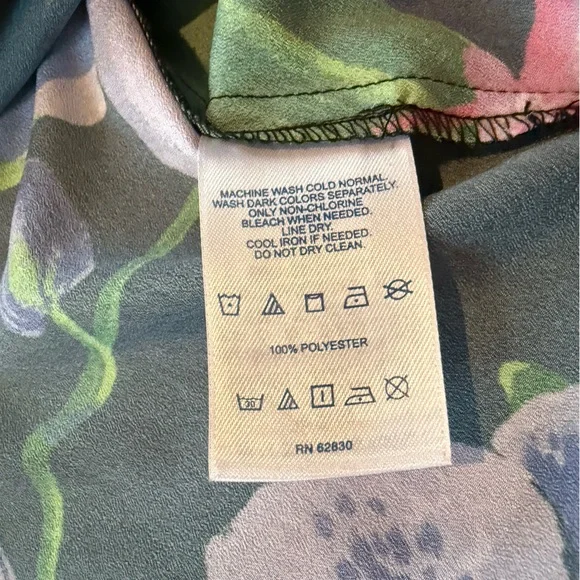 MACHINE WASH COLD NORMAL.
WASH DARK COLORS SEPARATELY.
ONLY NON-CHLORINE
BLEACH WHEN NEEDED.
LINE DRY.
COOL IRON IF NEEDED.
DO NOT DRY CLEAN.
100% POLYESTER
30
RN 62830